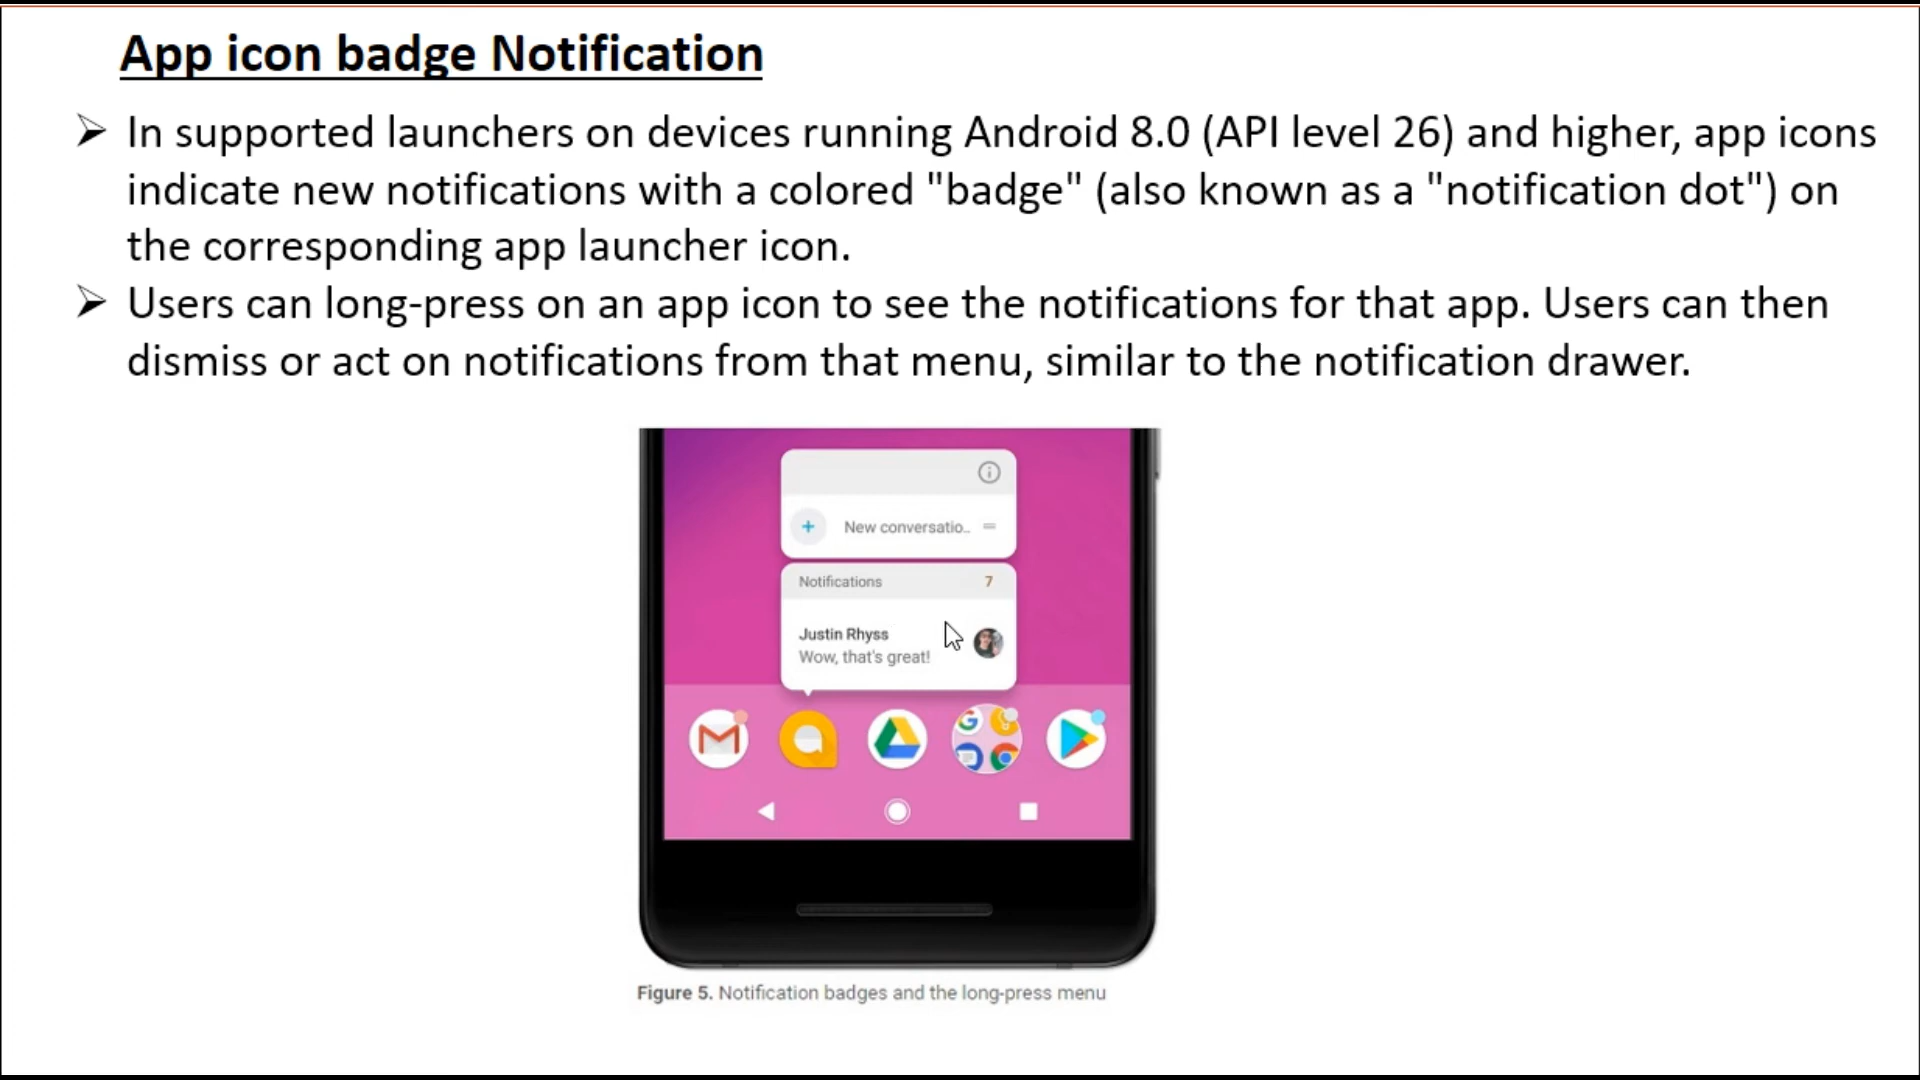 App icon badge Notification
➢ In supported launchers on devices running Android 8.0 (API level 26) and higher, app icons
indicate new notifications with a colored "badge" (also known as a "notification dot") on
the corresponding app launcher icon.
➢ Users can long-press on an app icon to see the notifications for that app. Users can then
dismiss or act on notifications from that menu, similar to the notification drawer.
New conversatio..
Notifications 7
Justin Rhyss
Wow, that's great!
Figure 5. Notification badges and the long-press menu